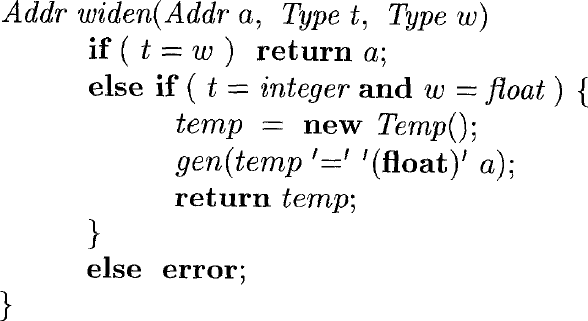 Addr widen(Addr a, Type t, Type w)
if ( t = w ) return a;
else if ( t = integer and w = float ) {
temp = new Temp();
gen(temp '=' '(float)' a);
return temp;
}
else error;
}